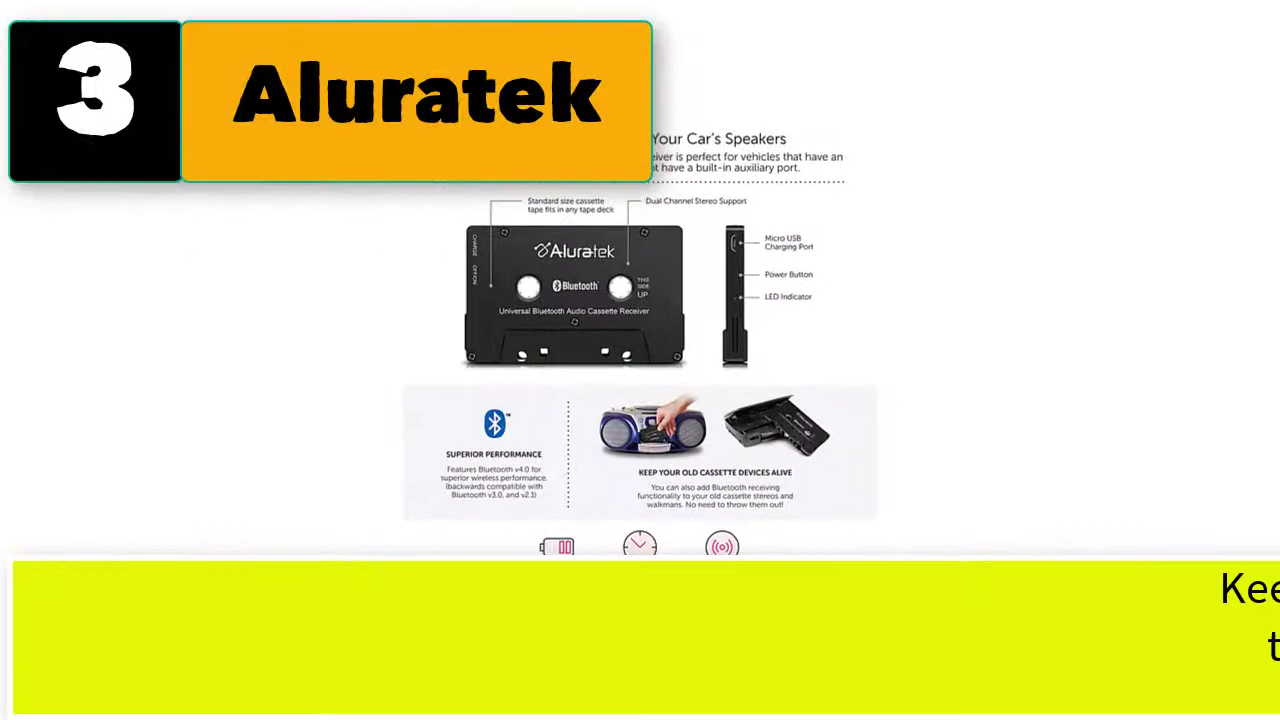 3 Aluratek
Your Car's Speakers
eiver is perfect for vehicles that have an
ot have a built-in auxiliary port.
Standard size cassette
tape fits in any tape deck
Dual Channel Stereo Support
CHARGE OFF·ON
Aluratek
Bluetooth
THIS
SIDE
UP
Universal Bluetooth Audio Cassette Receiver
Micro USB
Charging Port
Power Button
LED Indicator
SUPERIOR PERFORMANCE
Features Bluetooth v4.0 for
superior wireless performance.
(backwards compatible with
Bluetooth v3.0, and v2.1)
KEEP YOUR OLD CASSETTE DEVICES ALIVE
You can also add Bluetooth receiving
functionality to your old cassette stereos and
walkmans. No need to throw them out!
Kee
t